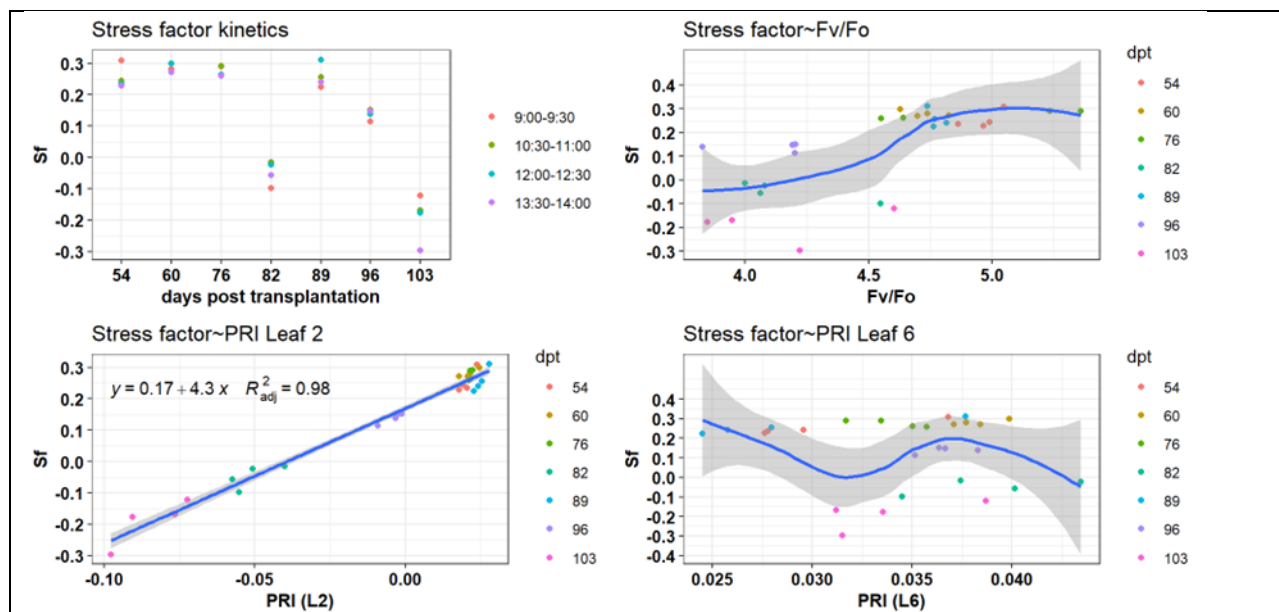 Stress factor kinetics
Sf
0.3
0.2
0.1
0.0
-0.1
-0.2
-0.3
54 60 76 82 89 96 103
days post transplantation
9:00-9:30
10:30-11:00
12:00-12:30
13:30-14:00
Stress factor~Fv/Fo
Sf
0.4
0.3
0.2
0.1
0.0
-0.1
-0.2
-0.3
4.0 4.5 5.0
Fv/Fo
dpt
54
60
76
82
89
96
103
Stress factor~PRI Leaf 2
y = 0.17 + 4.3 x R²adj = 0.98
Sf
0.3
0.2
0.1
0.0
-0.1
-0.2
-0.3
-0.10 -0.05 0.00
PRI (L2)
dpt
54
60
76
82
89
96
103
Stress factor~PRI Leaf 6
Sf
0.4
0.3
0.2
0.1
0.0
-0.1
-0.2
-0.3
-0.4
0.025 0.030 0.035 0.040
PRI (L6)
dpt
54
60
76
82
89
96
103